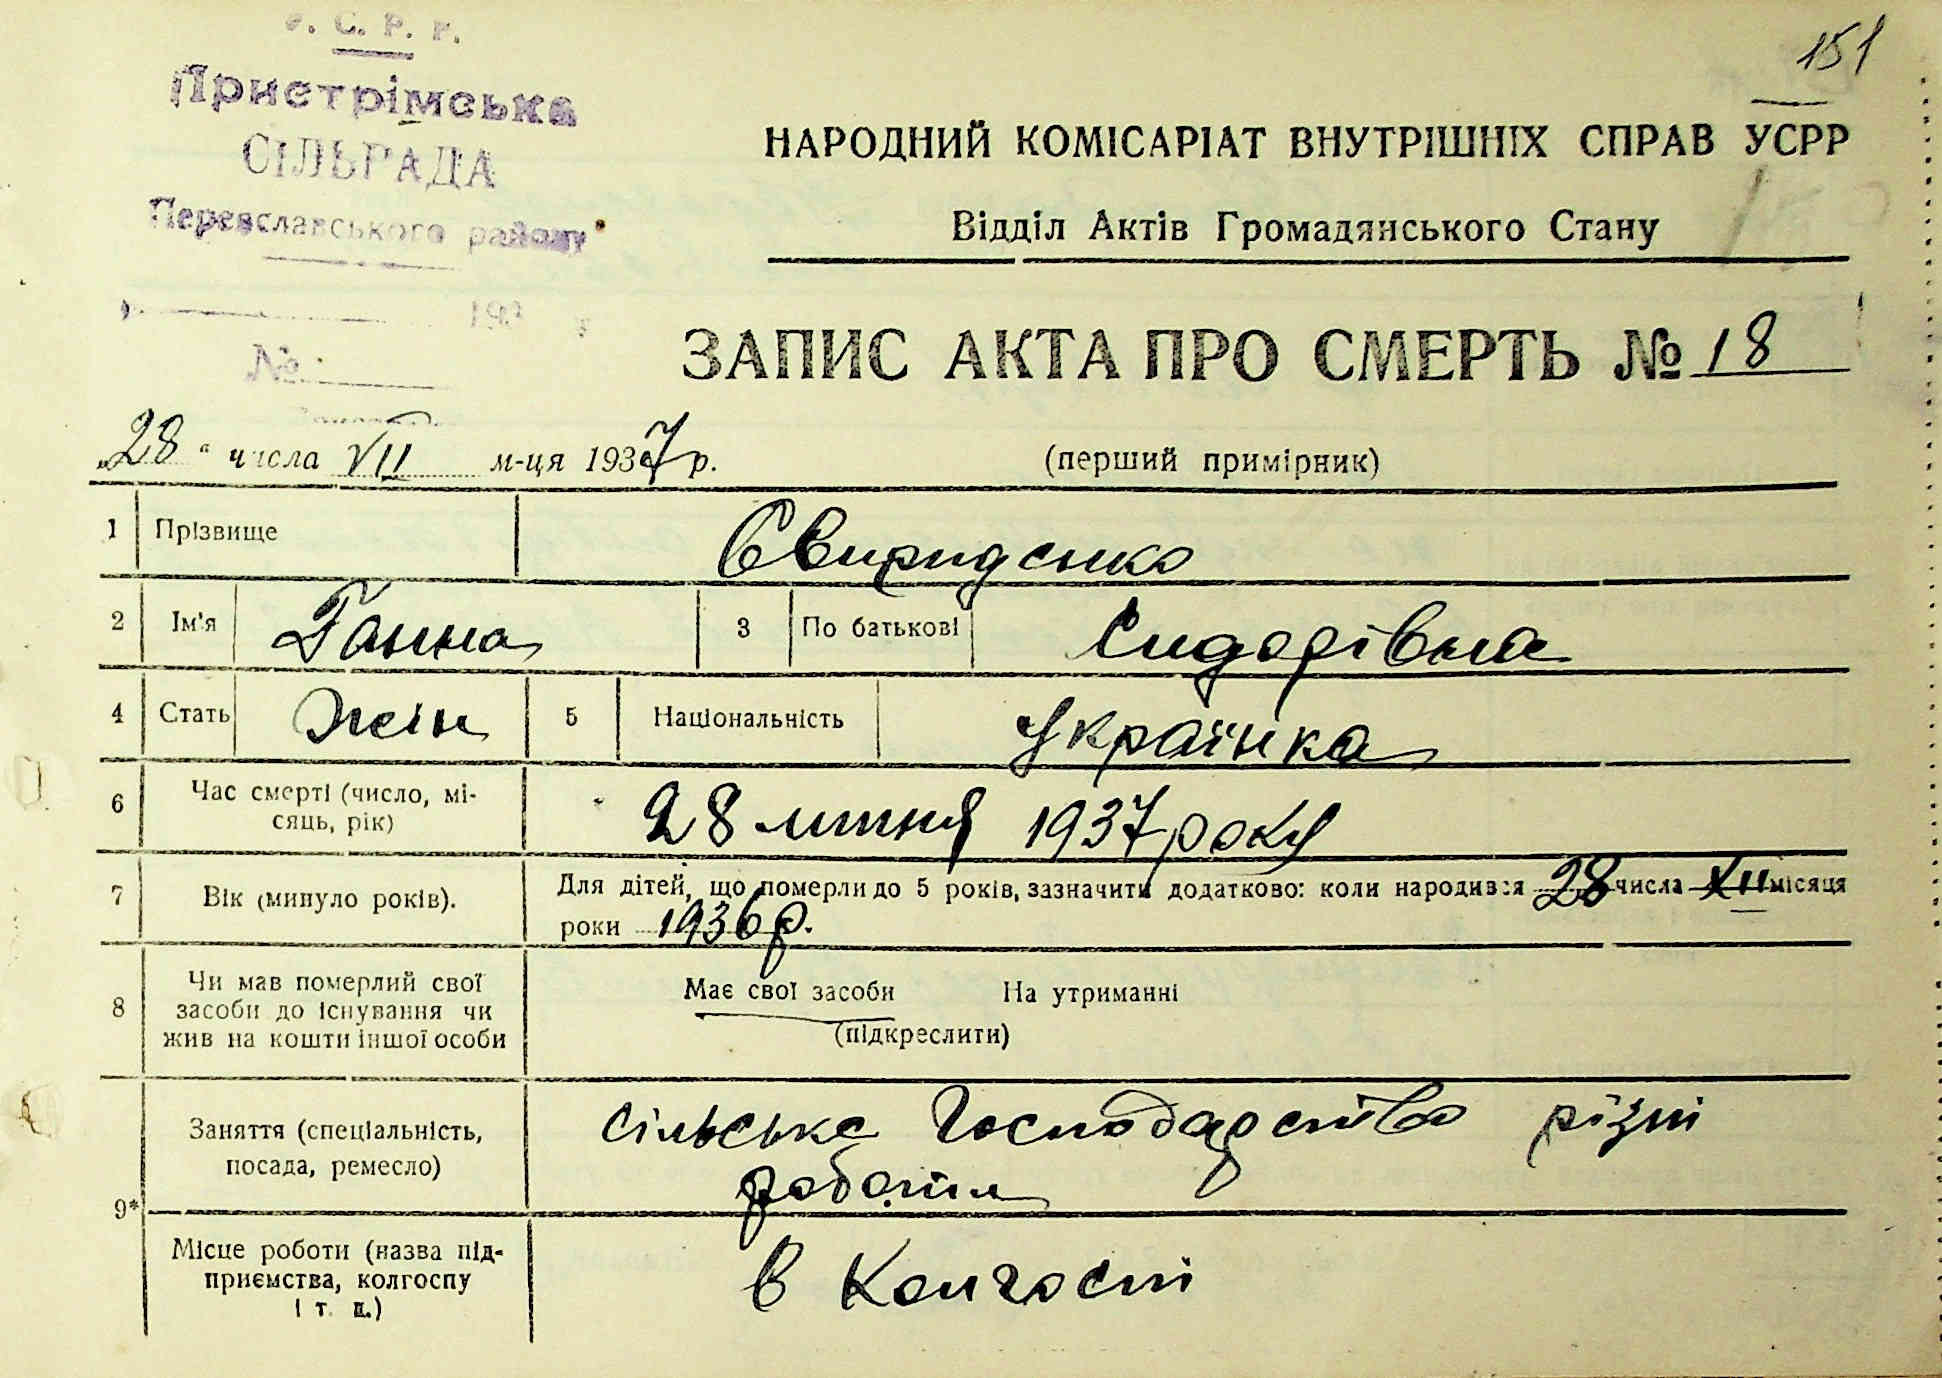 С. Р. Р.
151
Пристрімська
СІЛЬРАДА
Переяславського району
НАРОДНИЙ КОМІСАРІАТ ВНУТРІШНІХ СПРАВ УСРР
Відділ Актів Громадянського Стану
193 р
№
ЗАПИС АКТА ПРО СМЕРТЬ № 18
„28“ числа VII м-ця 1937 р.
(перший примірник)
1 Прізвище Свириденко
2 Ім'я Ганна 3 По батькові Сидорівна
4 Стать жін 5 Національність Українка
6 Час смерті (число, мі-
сяць, рік)
28 липня 1937 року
7 Вік (минуло років).
Для дітей, що померли до 5 років, зазначити додатково: коли народився 28 числа XII місяця
роки 1936 р.
8 Чи мав померлий свої
засоби до існування чи
жив на кошти іншої особи
Має свої засоби На утриманні
(підкреслити)
9*
Заняття (спеціальність,
посада, ремесло)
сільське господарство різні
роботи
Місце роботи (назва під-
приємства, колгоспу
і т. п.)
в колгоспі